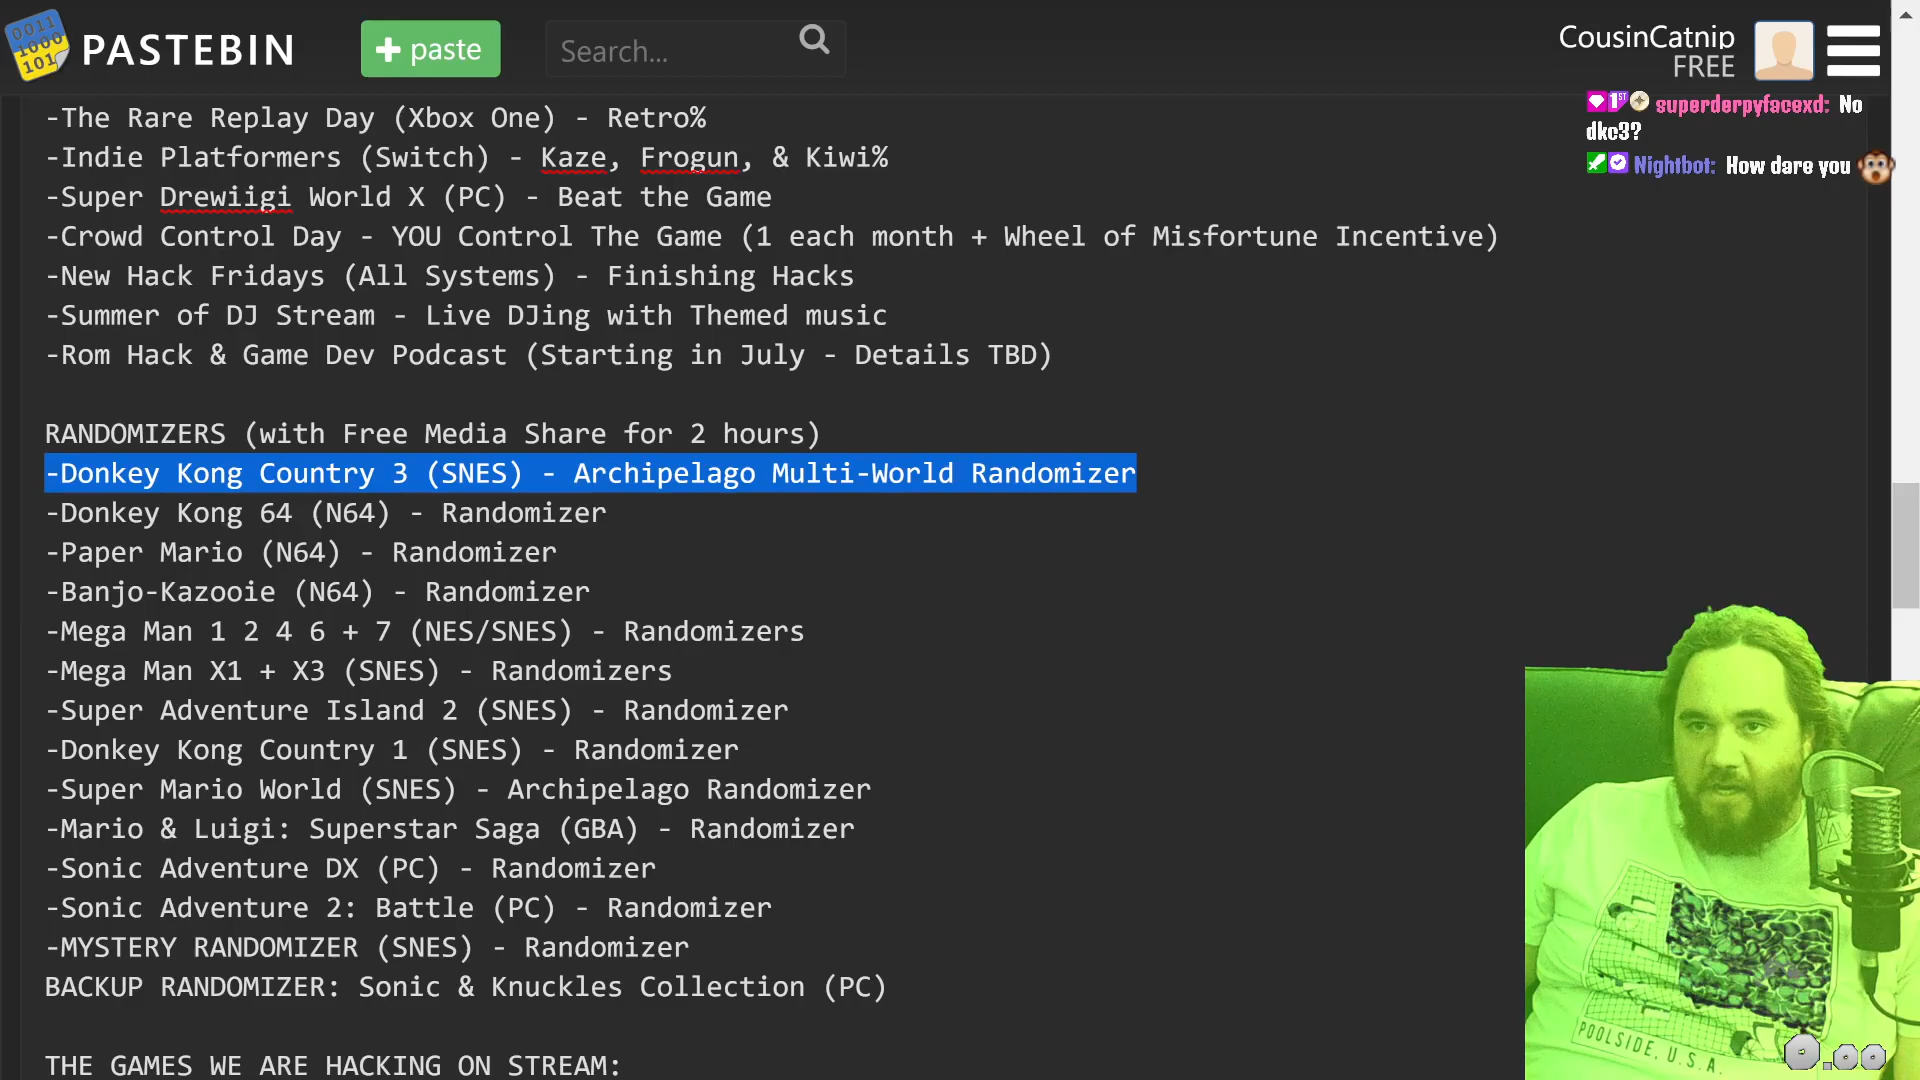 0011
1000
101
PASTEBIN
+ paste
Search...
CousinCatnip
FREE
1ST superderpyfacexd: No
dkc3?
Nightbot: How dare you
-The Rare Replay Day (Xbox One) - Retro%
-Indie Platformers (Switch) - Kaze, Frogun, & Kiwi%
-Super Drewiigi World X (PC) - Beat the Game
-Crowd Control Day - YOU Control The Game (1 each month + Wheel of Misfortune Incentive)
-New Hack Fridays (All Systems) - Finishing Hacks
-Summer of DJ Stream - Live DJing with Themed music
-Rom Hack & Game Dev Podcast (Starting in July - Details TBD)
RANDOMIZERS (with Free Media Share for 2 hours)
-Donkey Kong Country 3 (SNES) - Archipelago Multi-World Randomizer
-Donkey Kong 64 (N64) - Randomizer
-Paper Mario (N64) - Randomizer
-Banjo-Kazooie (N64) - Randomizer
-Mega Man 1 2 4 6 + 7 (NES/SNES) - Randomizers
-Mega Man X1 + X3 (SNES) - Randomizers
-Super Adventure Island 2 (SNES) - Randomizer
-Donkey Kong Country 1 (SNES) - Randomizer
-Super Mario World (SNES) - Archipelago Randomizer
-Mario & Luigi: Superstar Saga (GBA) - Randomizer
-Sonic Adventure DX (PC) - Randomizer
-Sonic Adventure 2: Battle (PC) - Randomizer
-MYSTERY RANDOMIZER (SNES) - Randomizer
BACKUP RANDOMIZER: Sonic & Knuckles Collection (PC)
THE GAMES WE ARE HACKING ON STREAM:
POOLSIDE, U.S.A.
0.00